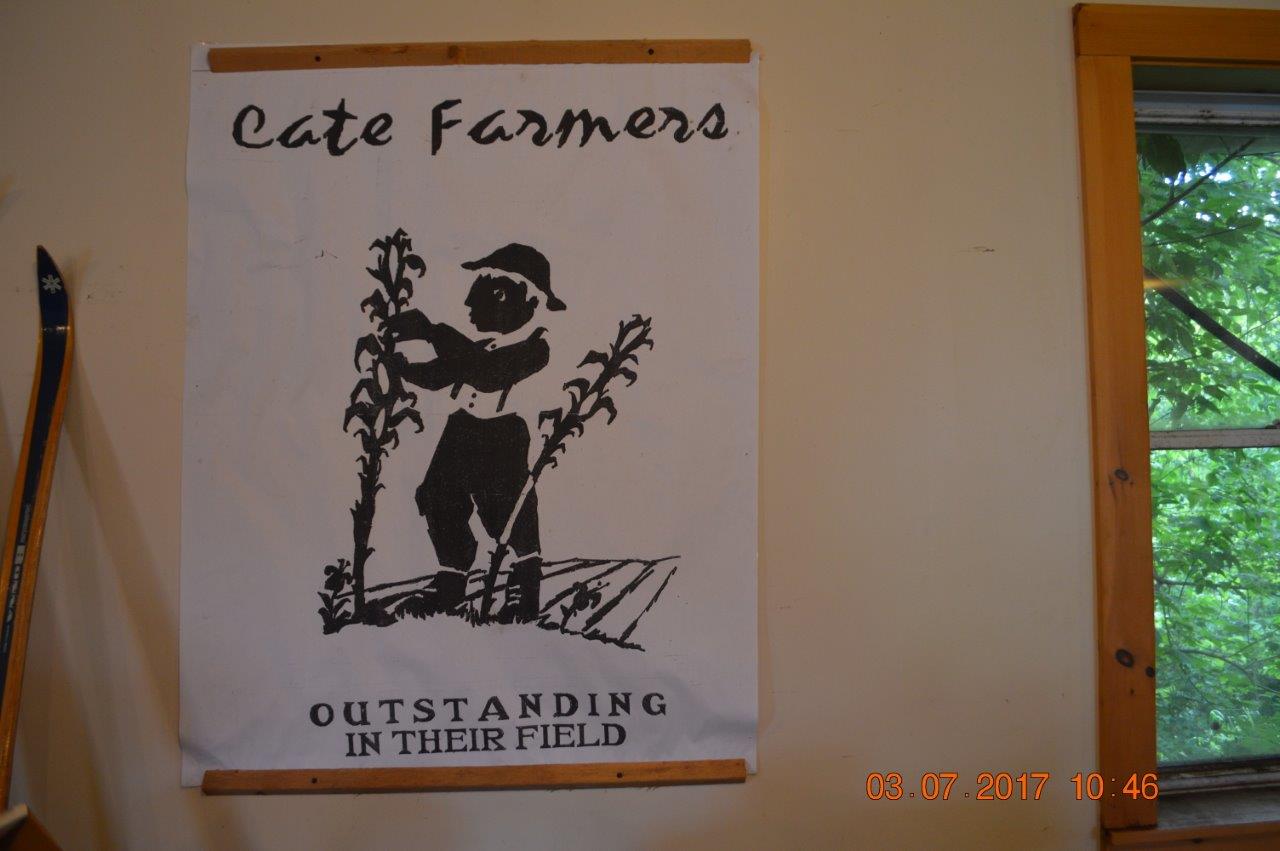 Cate Farmers
OUTSTANDING
IN THEIR FIELD
03.07.2017 10:46